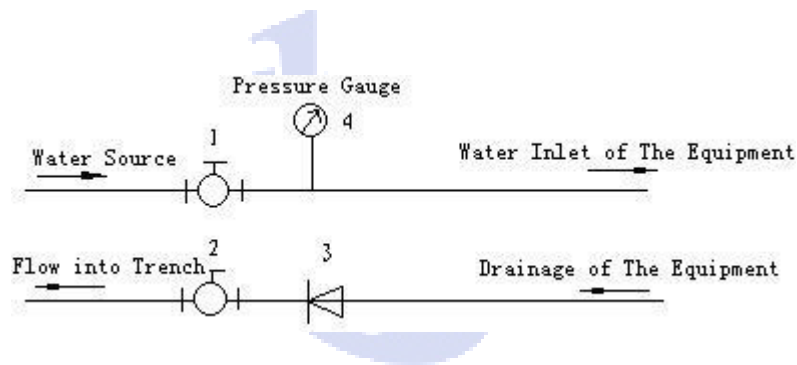 Pressure Gauge
4
1
Water Source
Water Inlet of The Equipment
2
3
Flow into Trench
Drainage of The Equipment